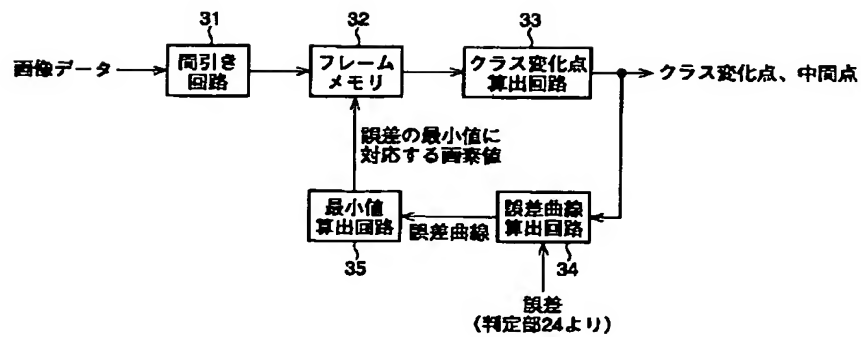 31
32
33
画像データ
間引き
回路
フレーム
メモリ
クラス変化点
算出回路
クラス変化点、中間点
誤差の最小値に
対応する画素値
最小値
算出回路
誤差曲線
誤差曲線
算出回路
35
34
誤差
(判定部24より)